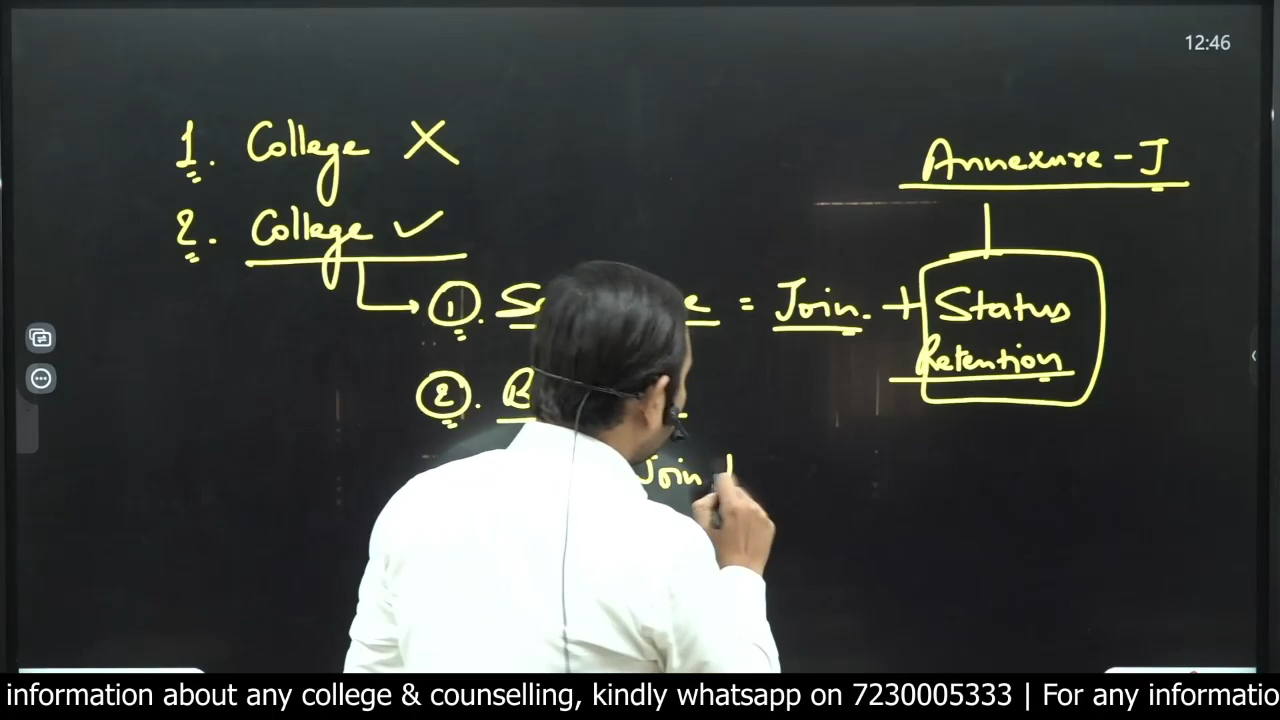 12:46
1. College X
Annexure - J
2. College ✓
1. = Join. + Status
Retention
2.
Join
information about any college & counselling, kindly whatsapp on 7230005333 | For any informatio